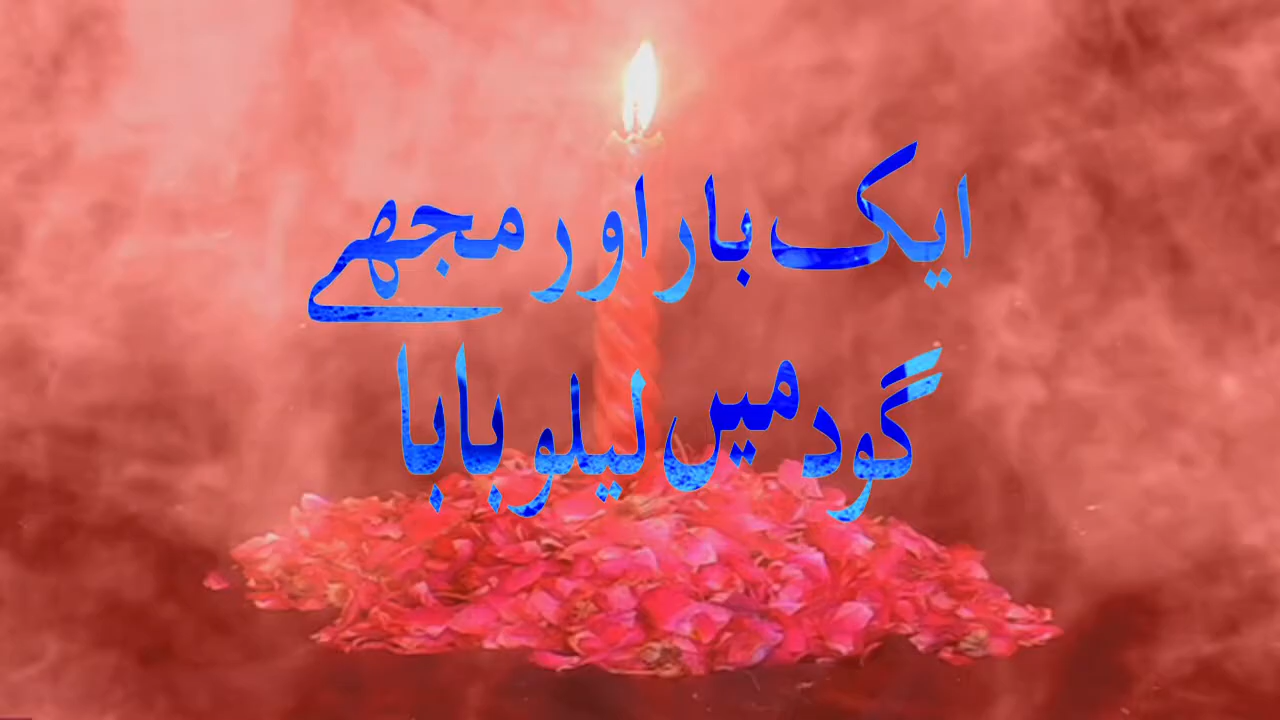 ایک بار اور مجھے
گود میں لیلو بابا